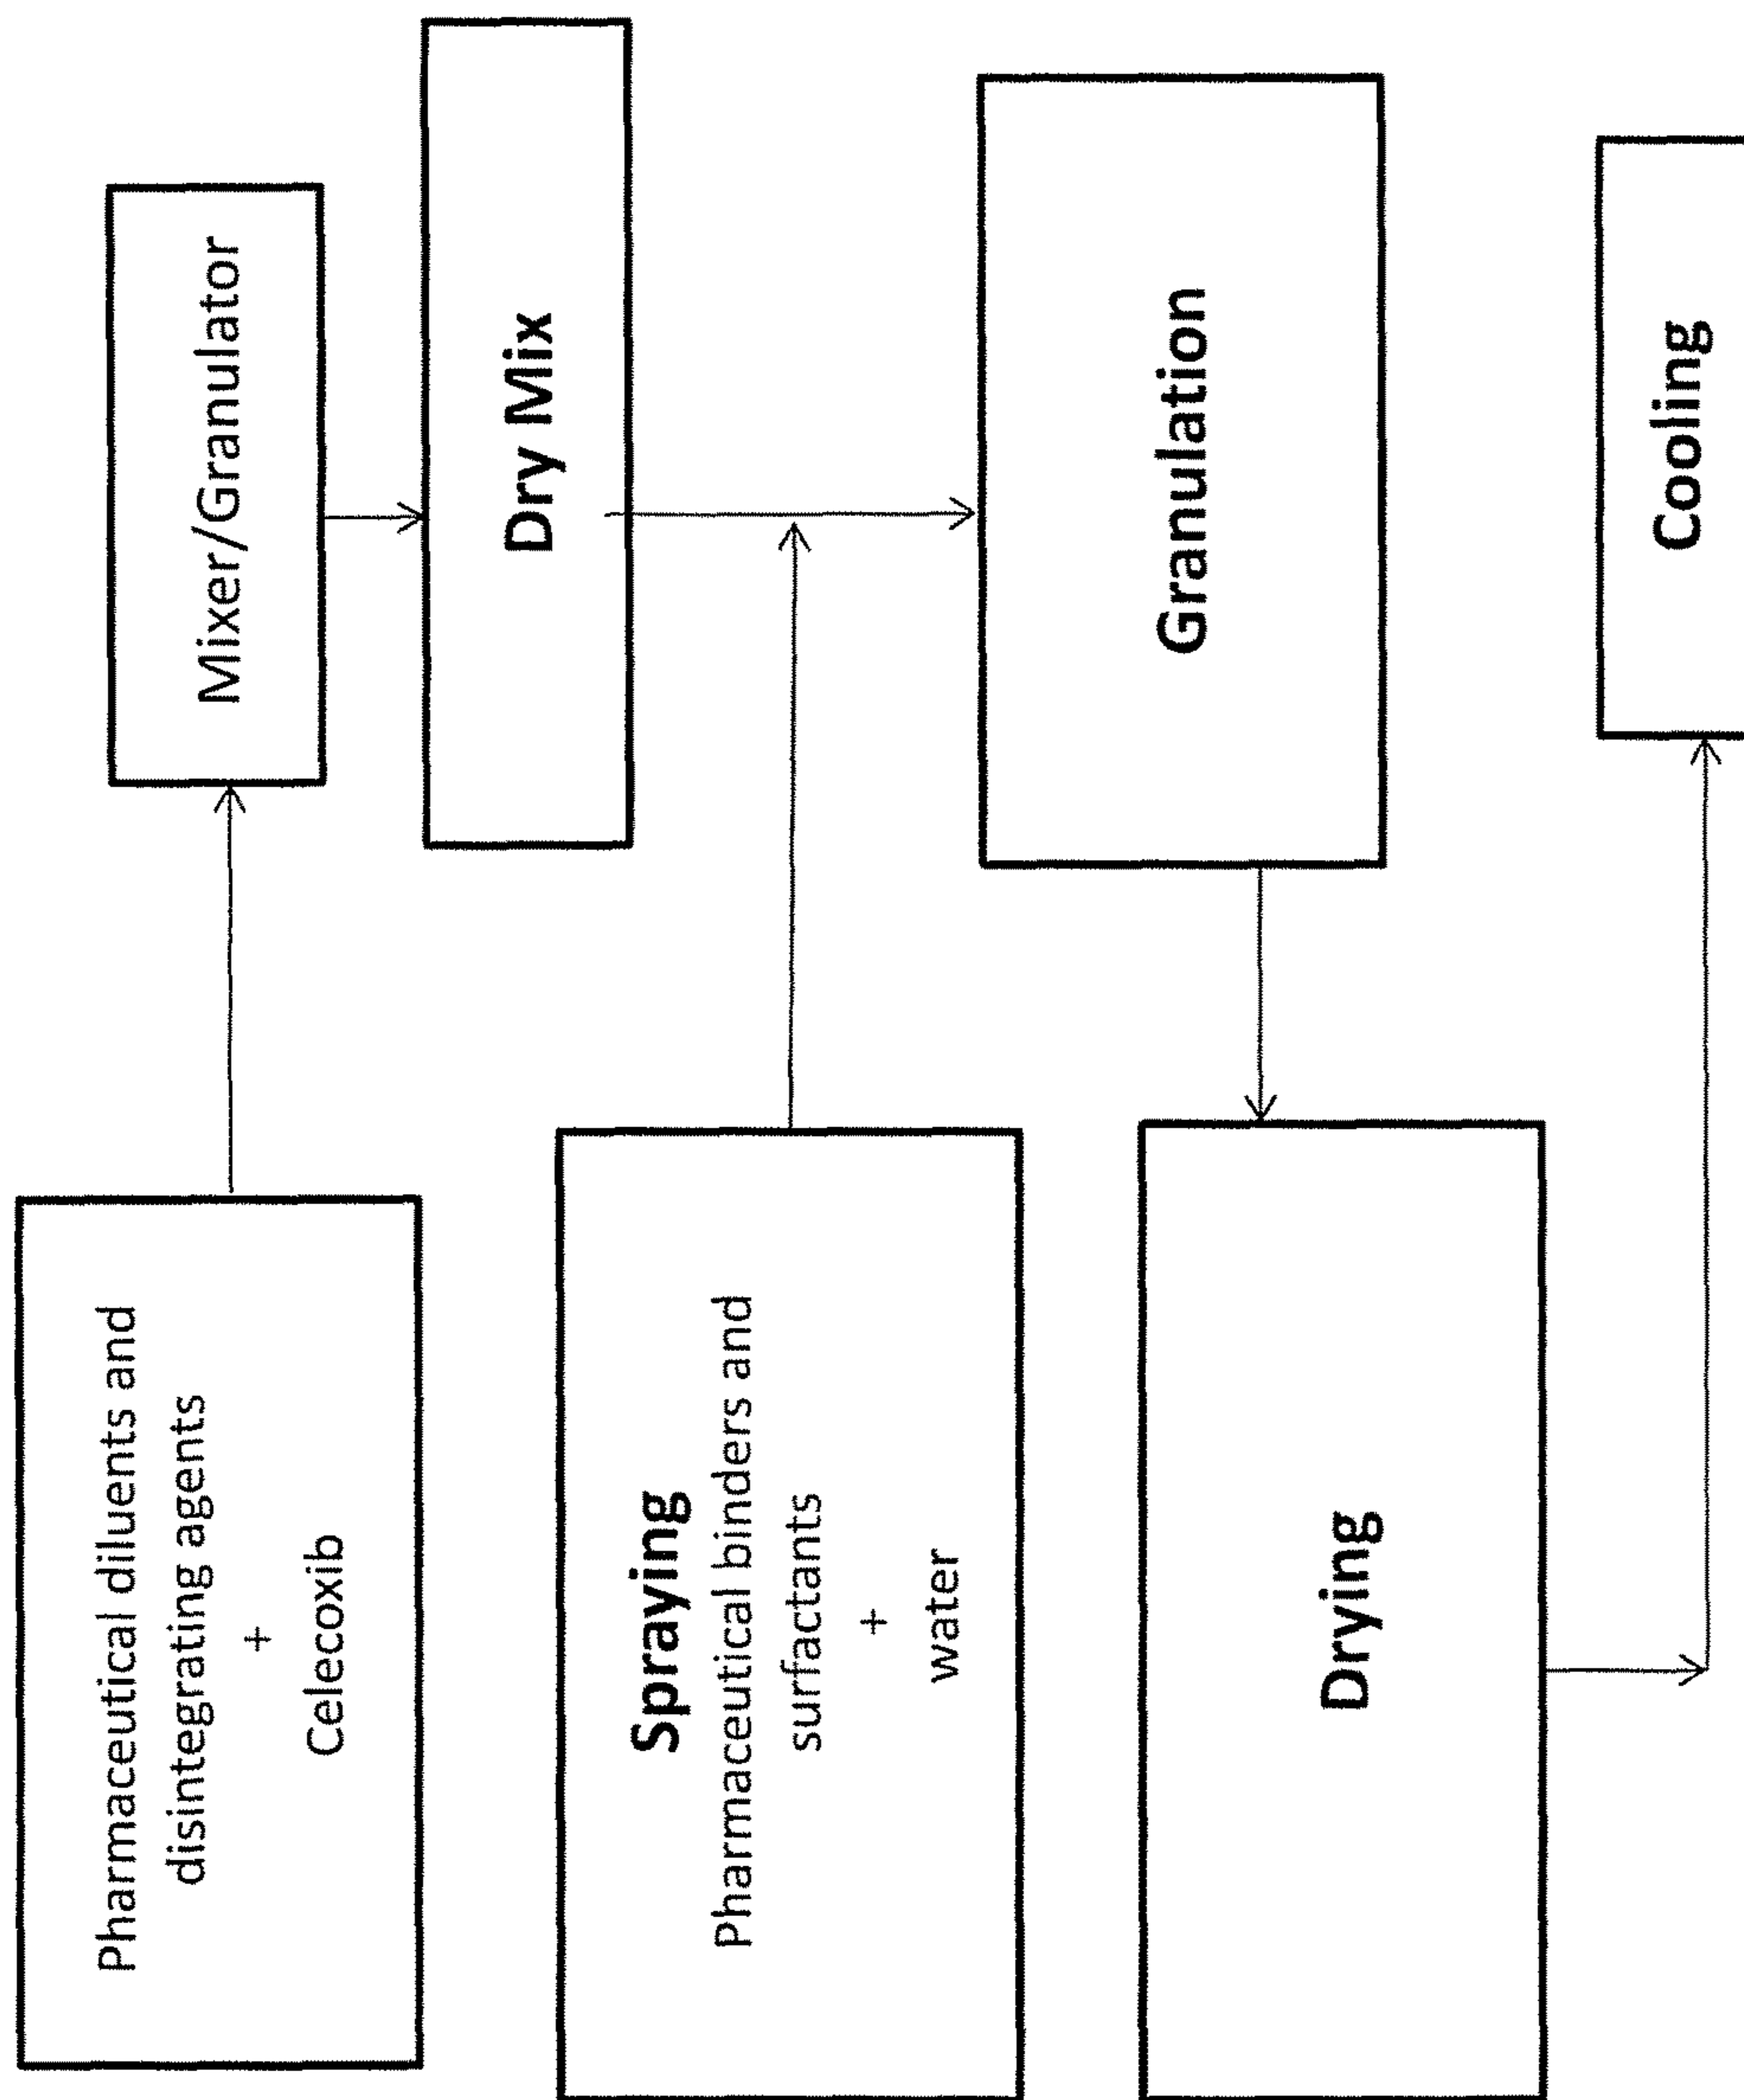 Pharmaceutical diluents and
disintegrating agents
+
Celecoxib
Mixer/Granulator
Dry Mix
Spraying
Pharmaceutical binders and
surfactants
+
water
Granulation
Drying
Cooling